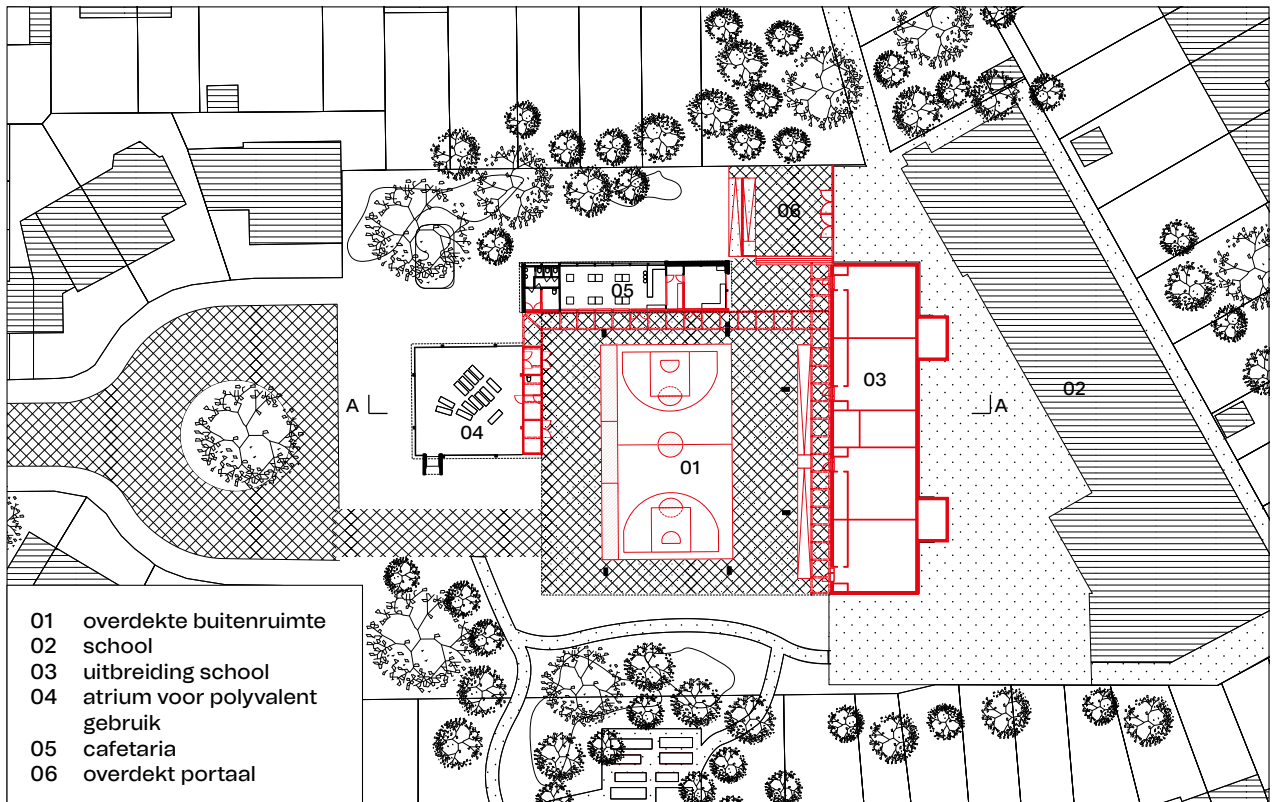 06
05
03
02
A
A
04
01
01 overdekte buitenruimte
02 school
03 uitbreiding school
04 atrium voor polyvalent
gebruik
05 cafetaria
06 overdekt portaal